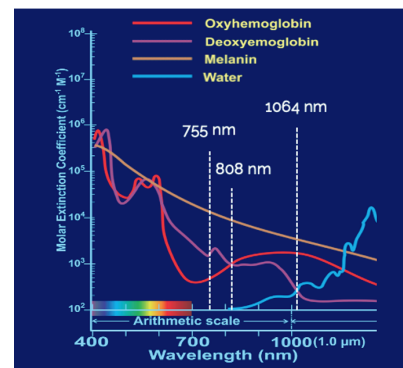 Oxyhemoglobin
Deoxyemoglobin
Melanin
Water
10⁸
10⁷
10⁶
10⁵
10⁴
10³
10²
Molar Extinction Coefficient (cm⁻¹ M⁻¹)
755 nm
808 nm
1064 nm
Arithmetic scale
400 700 1000(1.0 µm)
Wavelength (nm)